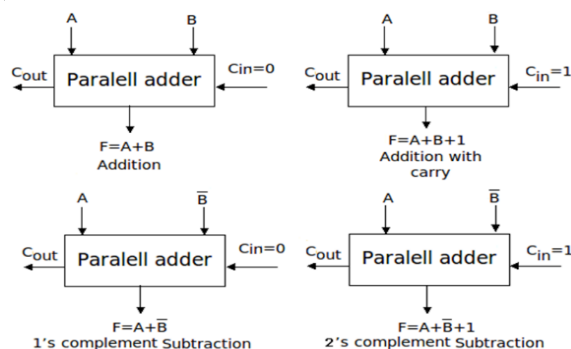 A B
Cout Paralell adder Cin=0
F=A+B
Addition
A B
Cout Paralell adder Cin=1
F=A+B+1
Addition with
carry
A B̅
Cout Paralell adder Cin=0
F=A+B̅
1's complement Subtraction
A B̅
Cout Paralell adder Cin=1
F=A+B̅+1
2's complement Subtraction